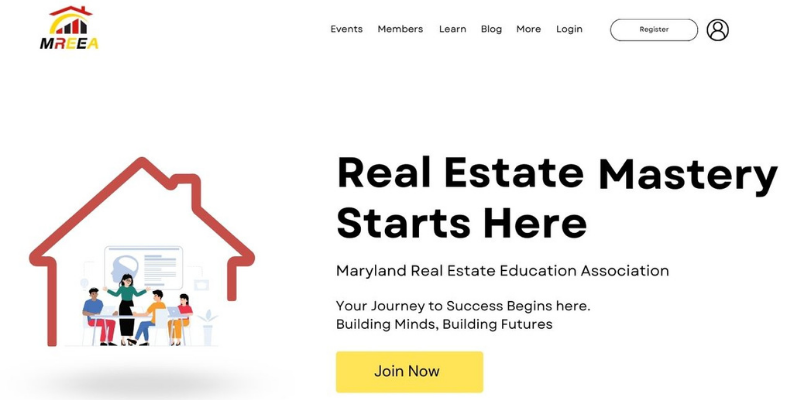 MREEA
Events Members Learn Blog More Login Register
Real Estate Mastery
Starts Here
Maryland Real Estate Education Association
Your Journey to Success Begins here.
Building Minds, Building Futures
Join Now